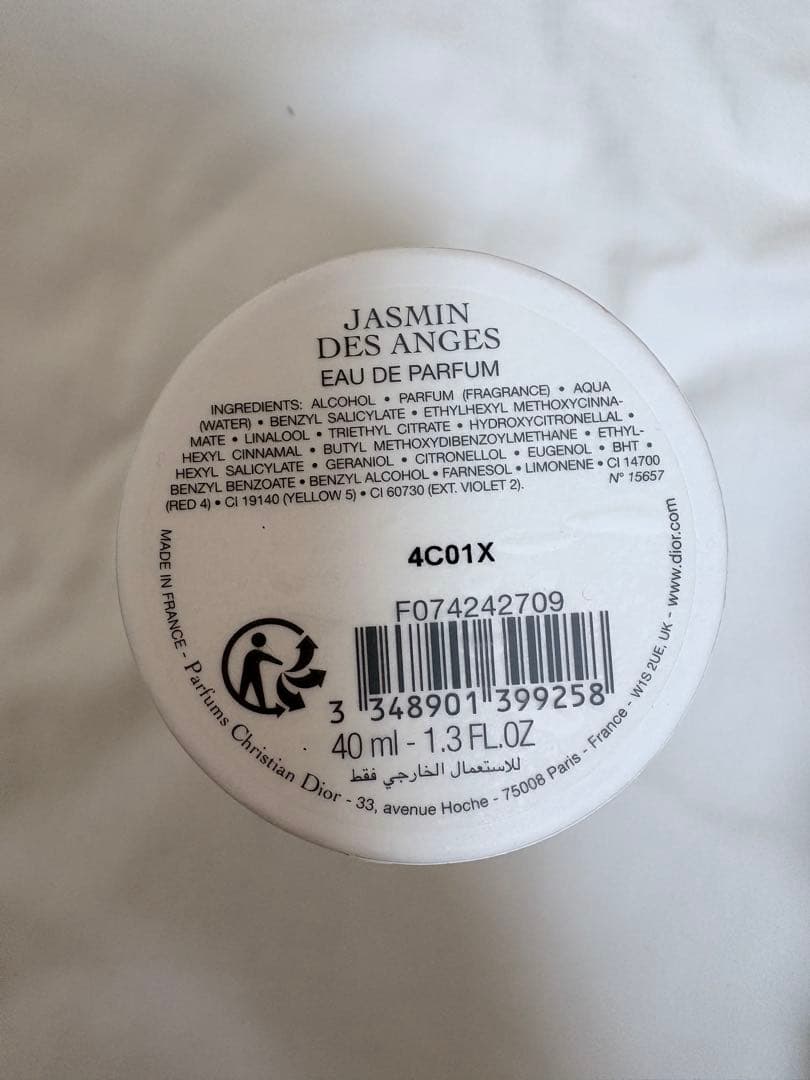 JASMIN
DES ANGES
EAU DE PARFUM
INGREDIENTS: ALCOHOL • PARFUM (FRAGRANCE) • AQUA
(WATER) • BENZYL SALICYLATE • ETHYLHEXYL METHOXYCINNA-
MATE • LINALOOL • TRIETHYL CITRATE • HYDROXYCITRONELLAL •
HEXYL CINNAMAL • BUTYL METHOXYDIBENZOYLMETHANE • ETHYL-
HEXYL SALICYLATE • GERANIOL • CITRONELLOL • EUGENOL • BHT •
BENZYL BENZOATE • BENZYL ALCOHOL • FARNESOL • LIMONENE • CI 14700
(RED 4) • CI 19140 (YELLOW 5) • CI 60730 (EXT. VIOLET 2).
N° 15657
4C01X
F074242709
3 348901 399258
40 ml - 1.3 FL.OZ
للاستعمال الخارجي فقط
MADE IN FRANCE - Parfums Christian Dior - 33, avenue Hoche - 75008 Paris - France - W1S 2UE, UK - www.dior.com